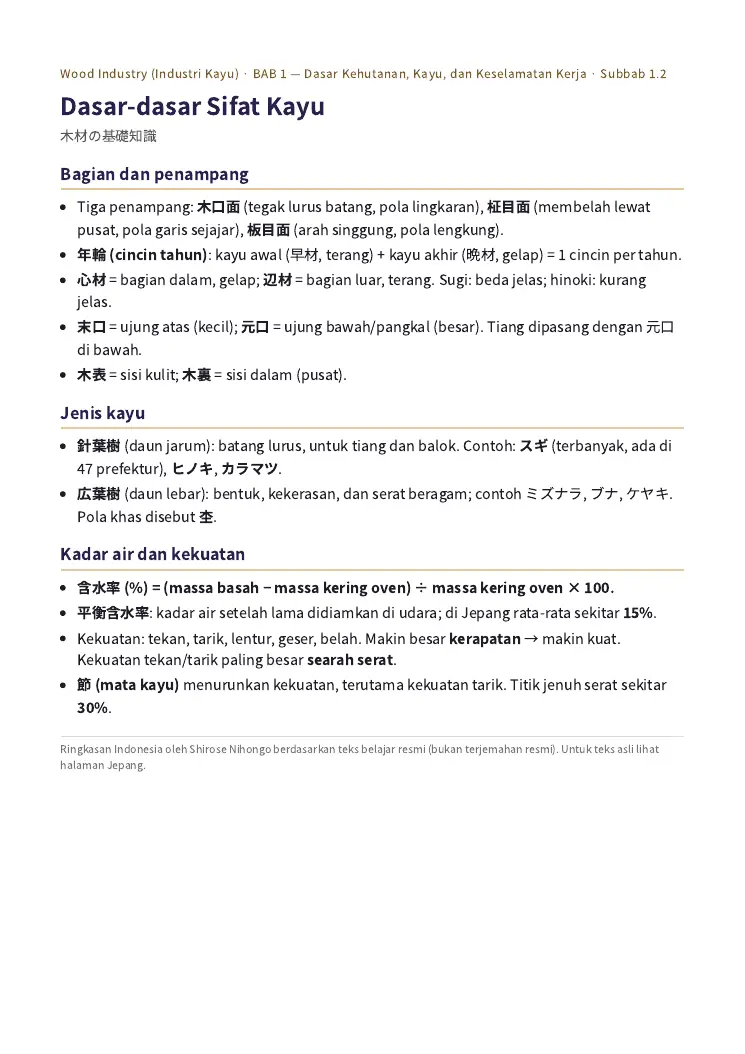 Wood Industry (Industri Kayu) · BAB 1 — Dasar Kehutanan, Kayu, dan Keselamatan Kerja · Subbab 1.2
Dasar-dasar Sifat Kayu
木材の基礎知識
Bagian dan penampang
• Tiga penampang: 木口面 (tegak lurus batang, pola lingkaran), 柾目面 (membelah lewat
pusat, pola garis sejajar), 板目面 (arah singgung, pola lengkung).
• 年輪 (cincin tahun): kayu awal (早材, terang) + kayu akhir (晩材, gelap) = 1 cincin per tahun.
• 心材 = bagian dalam, gelap; 辺材 = bagian luar, terang. Sugi: beda jelas; hinoki: kurang
jelas.
• 末口 = ujung atas (kecil); 元口 = ujung bawah/pangkal (besar). Tiang dipasang dengan 元口
di bawah.
• 木表 = sisi kulit; 木裏 = sisi dalam (pusat).
Jenis kayu
• 針葉樹 (daun jarum): batang lurus, untuk tiang dan balok. Contoh: スギ (terbanyak, ada di
47 prefektur), ヒノキ, カラマツ.
• 広葉樹 (daun lebar): bentuk, kekerasan, dan serat beragam; contoh ミズナラ, ブナ, ケヤキ.
Pola khas disebut 杢.
Kadar air dan kekuatan
• 含水率 (%) = (massa basah − massa kering oven) ÷ massa kering oven × 100.
• 平衡含水率: kadar air setelah lama didiamkan di udara; di Jepang rata-rata sekitar 15%.
• Kekuatan: tekan, tarik, lentur, geser, belah. Makin besar kerapatan → makin kuat.
Kekuatan tekan/tarik paling besar searah serat.
• 節 (mata kayu) menurunkan kekuatan, terutama kekuatan tarik. Titik jenuh serat sekitar
30%.
Ringkasan Indonesia oleh Shirose Nihongo berdasarkan teks belajar resmi (bukan terjemahan resmi). Untuk teks asli lihat
halaman Jepang.